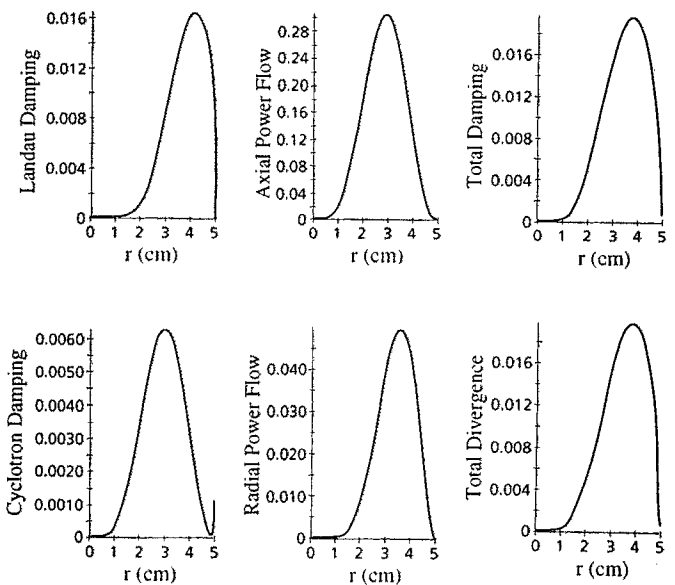 Landau Damping
0.016
0.012
0.008
0.004
0
0 1 2 3 4 5
r (cm)
Axial Power Flow
0.28
0.24
0.20
0.16
0.12
0.08
0.04
0
0 1 2 3 4 5
r (cm)
Total Damping
0.016
0.012
0.008
0.004
0
0 1 2 3 4 5
r (cm)
Cyclotron Damping
0.0060
0.0050
0.0040
0.0030
0.0020
0.0010
0
0 1 2 3 4 5
r (cm)
Radial Power Flow
0.040
0.030
0.020
0.010
0
0 1 2 3 4 5
r (cm)
Total Divergence
0.016
0.012
0.008
0.004
0
0 1 2 3 4 5
r (cm)